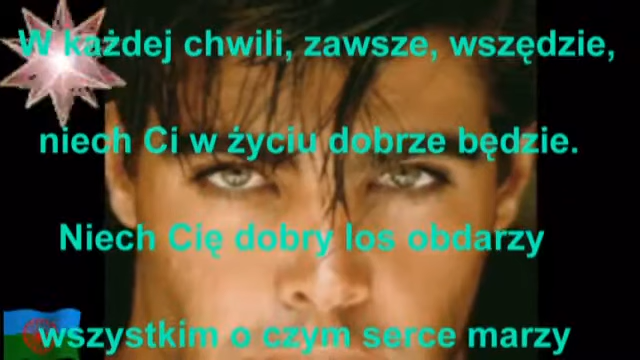 W każdej chwili, zawsze, wszędzie,
niech Ci w życiu dobrze będzie.
Niech Cię dobry los obdarzy
wszystkim o czym serce marzy